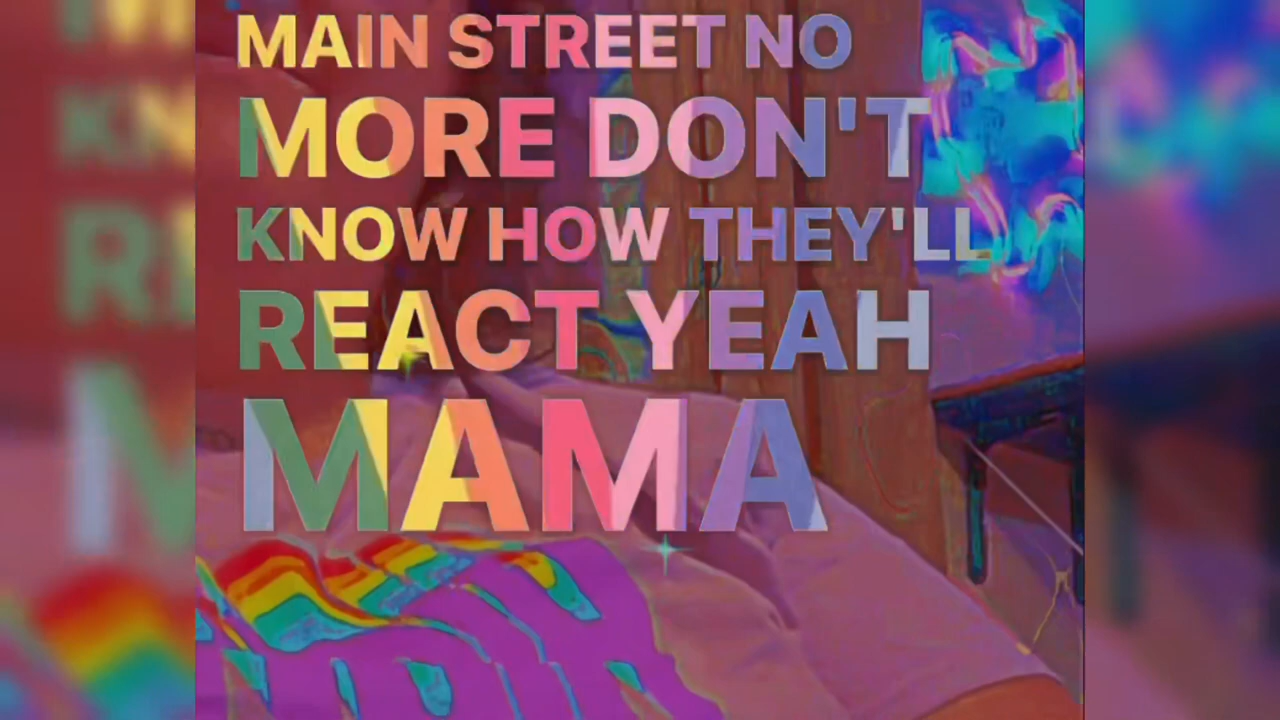 MAIN STREET NO
MORE DON'T
KNOW HOW THEY'LL
REACT YEAH
MAMA